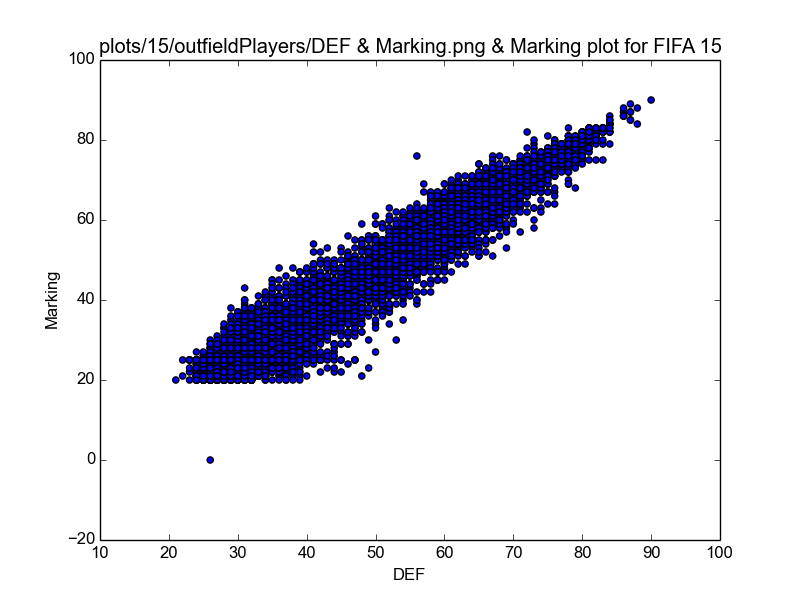 plots/15/outfieldPlayers/DEF & Marking.png & Marking plot for FIFA 15
100
80
60
40
20
0
−20
Marking
10 20 30 40 50 60 70 80 90 100
DEF